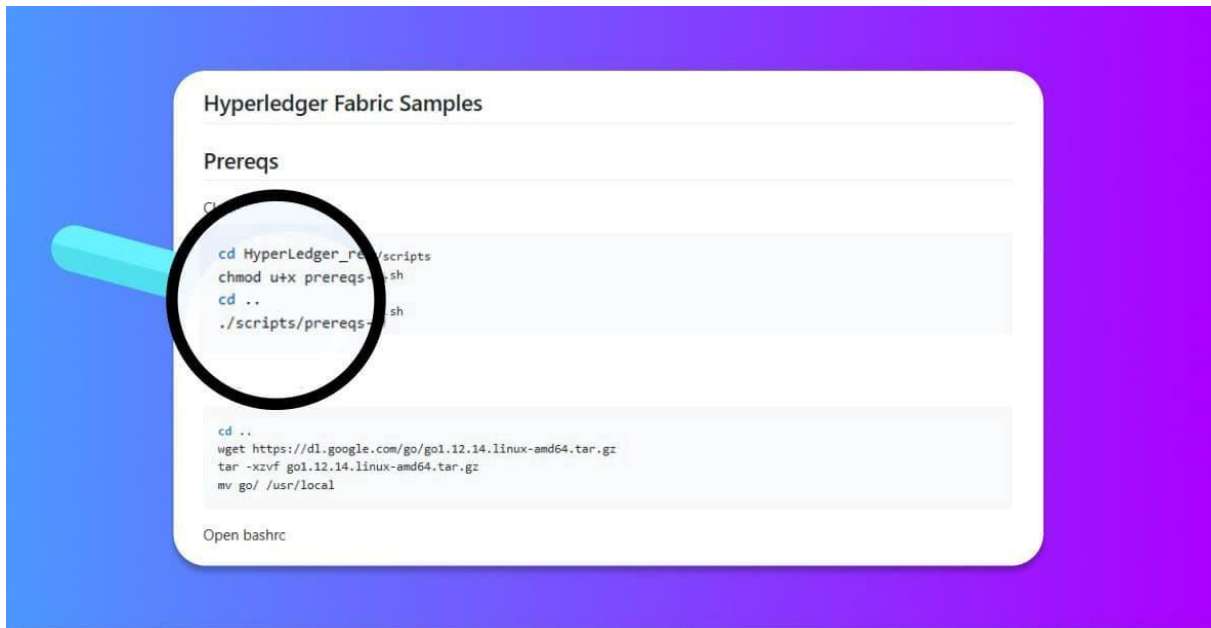 Hyperledger Fabric Samples
Prereqs
cd HyperLedger_re /scripts
chmod u+x prereqs- .sh
cd ..
./scripts/prereqs- .sh
cd ..
wget https://dl.google.com/go/go1.12.14.linux-amd64.tar.gz
tar -xzvf go1.12.14.linux-amd64.tar.gz
mv go/ /usr/local
Open bashrc